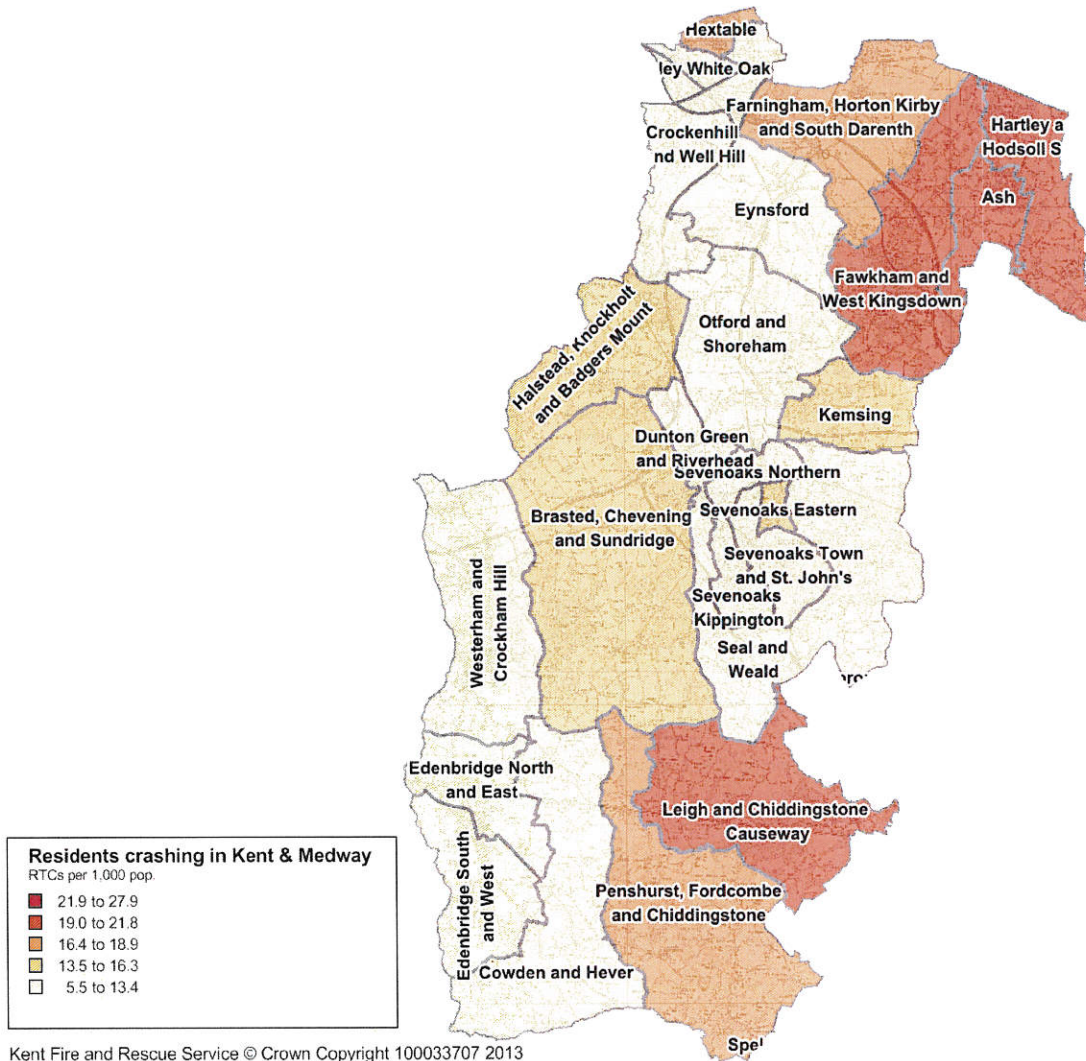 Hextable
ley White Oak
Farningham, Horton Kirby
and South Darenth
Hartley a
Hodsoll S
Crockenhill
nd Well Hill
Ash
Eynsford
Fawkham and
West Kingsdown
Halstead, Knockholt
and Badgers Mount
Otford and
Shoreham
Kemsing
Dunton Green
and Riverhead
Sevenoaks Northern
Brasted, Chevening
and Sundridge
Sevenoaks Eastern
Sevenoaks Town
and St. John's
Westerham and
Crockham Hill
Sevenoaks
Kippington
Seal and
Weald
Edenbridge North
and East
Leigh and Chiddingstone
Causeway
Edenbridge South
and West
Penshurst, Fordcombe
and Chiddingstone
Cowden and Hever
Spel
Residents crashing in Kent & Medway
RTCs per 1,000 pop.
21.9 to 27.9
19.0 to 21.8
16.4 to 18.9
13.5 to 16.3
5.5 to 13.4
Kent Fire and Rescue Service © Crown Copyright 100033707 2013